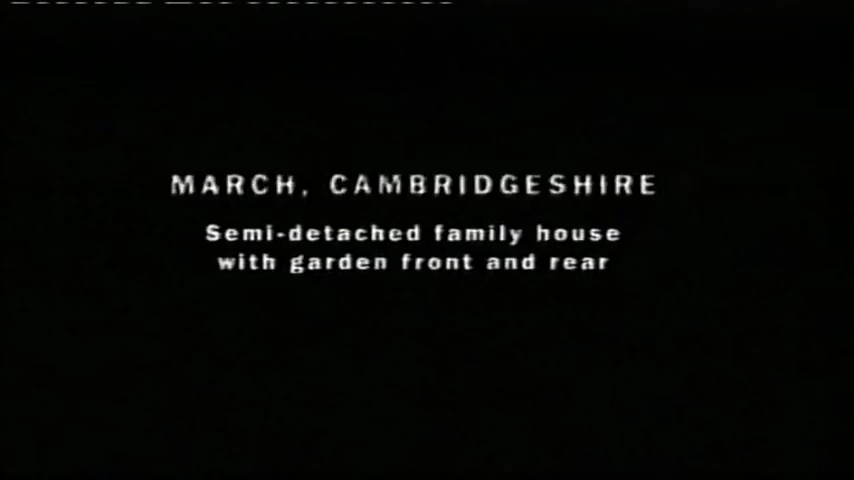 MARCH, CAMBRIDGESHIRE
Semi-detached family house
with garden front and rear